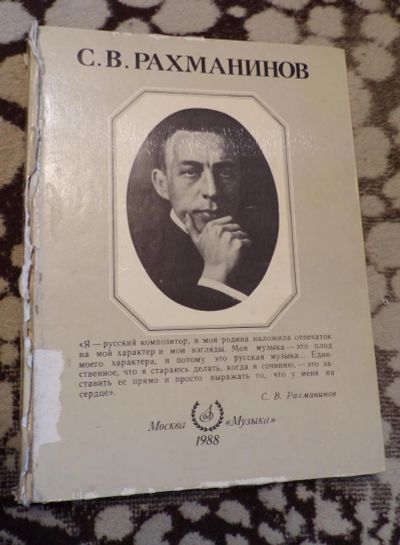 С. В. РАХМАНИНОВ
«Я — русский композитор, и моя родина наложила отпечаток
на мой характер и мои взгляды. Моя музыка — это плод
моего характера, и потому это русская музыка... Един-
ственное, что я стараюсь делать, когда я сочиняю, — это за-
ставить ее прямо и просто выражать то, что у меня на
сердце».
С. В. Рахманинов
Москва «Музыка»
1988